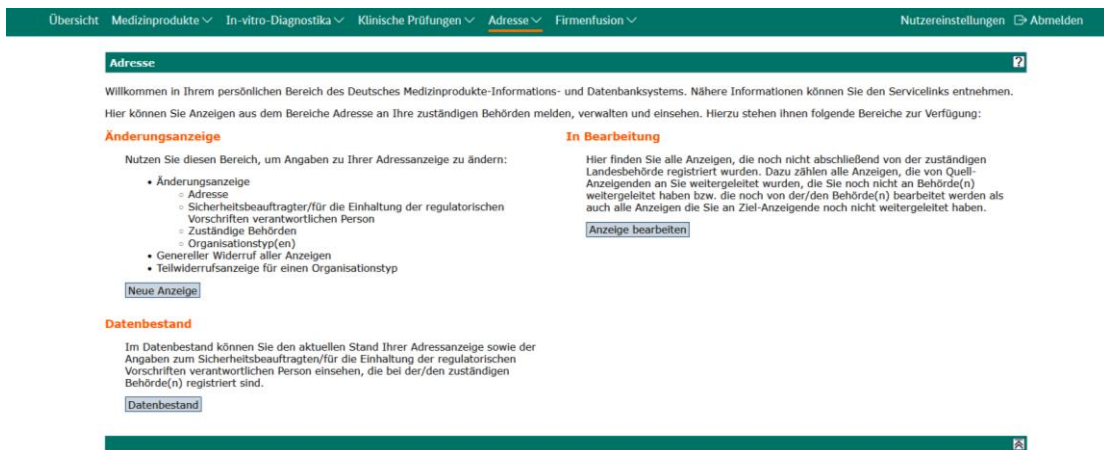 Übersicht Medizinprodukte In-vitro-Diagnostika Klinische Prüfungen Adresse Firmenfusion Nutzereinstellungen Abmelden
Adresse ?
Willkommen in Ihrem persönlichen Bereich des Deutsches Medizinprodukte-Informations- und Datenbanksystems. Nähere Informationen können Sie den Servicelinks entnehmen.
Hier können Sie Anzeigen aus dem Bereiche Adresse an Ihre zuständigen Behörden melden, verwalten und einsehen. Hierzu stehen ihnen folgende Bereiche zur Verfügung:
Änderungsanzeige
Nutzen Sie diesen Bereich, um Angaben zu Ihrer Adressanzeige zu ändern:
• Änderungsanzeige
◦ Adresse
◦ Sicherheitsbeauftragter/für die Einhaltung der regulatorischen
Vorschriften verantwortlichen Person
◦ Zuständige Behörden
◦ Organisationstyp(en)
• Genereller Widerruf aller Anzeigen
• Teilwiderrufsanzeige für einen Organisationstyp
Neue Anzeige
Datenbestand
Im Datenbestand können Sie den aktuellen Stand Ihrer Adressanzeige sowie der
Angaben zum Sicherheitsbeauftragten/für die Einhaltung der regulatorischen
Vorschriften verantwortlichen Person einsehen, die bei der/den zuständigen
Behörde(n) registriert sind.
Datenbestand
In Bearbeitung
Hier finden Sie alle Anzeigen, die noch nicht abschließend von der zuständigen
Landesbehörde registriert wurden. Dazu zählen alle Anzeigen, die von Quell-
Anzeigenden an Sie weitergeleitet wurden, die Sie noch nicht an Behörde(n)
weitergeleitet haben bzw. die noch von der/den Behörde(n) bearbeitet werden als
auch alle Anzeigen die Sie an Ziel-Anzeigende noch nicht weitergeleitet haben.
Anzeige bearbeiten